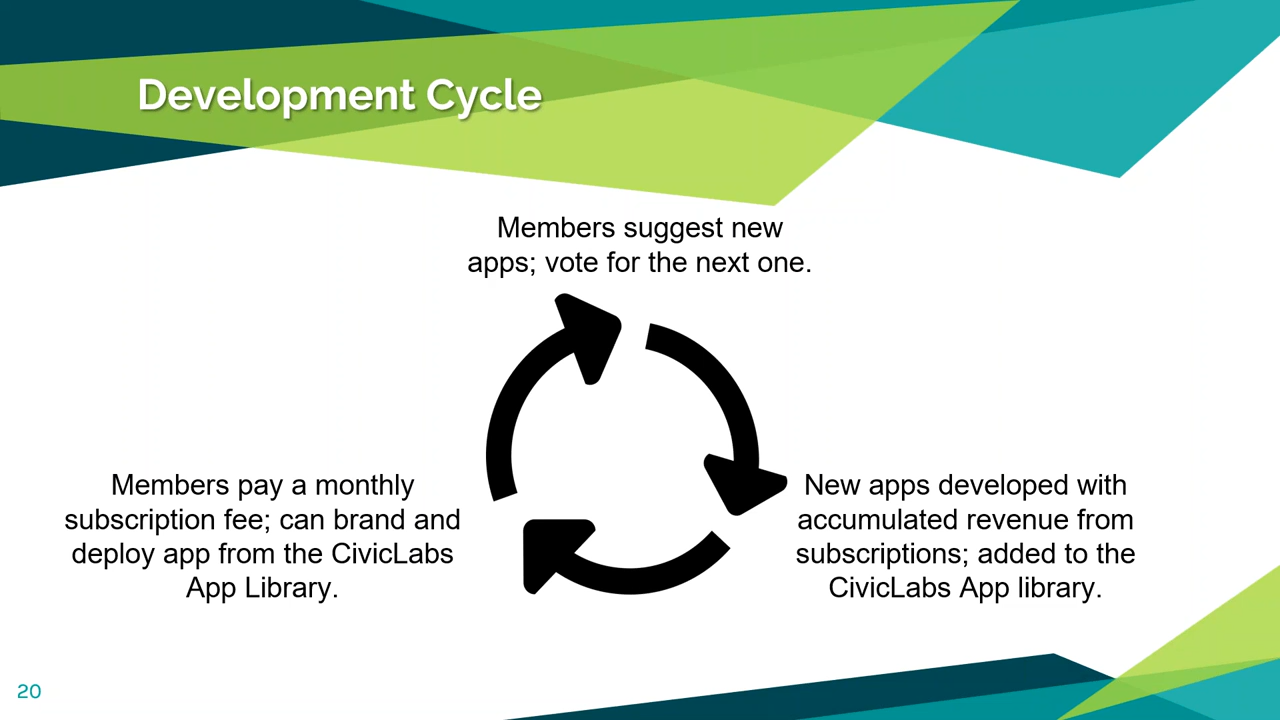 Development Cycle
Members suggest new
apps; vote for the next one.
Members pay a monthly
subscription fee; can brand and
deploy app from the CivicLabs
App Library.
New apps developed with
accumulated revenue from
subscriptions; added to the
CivicLabs App library.
20